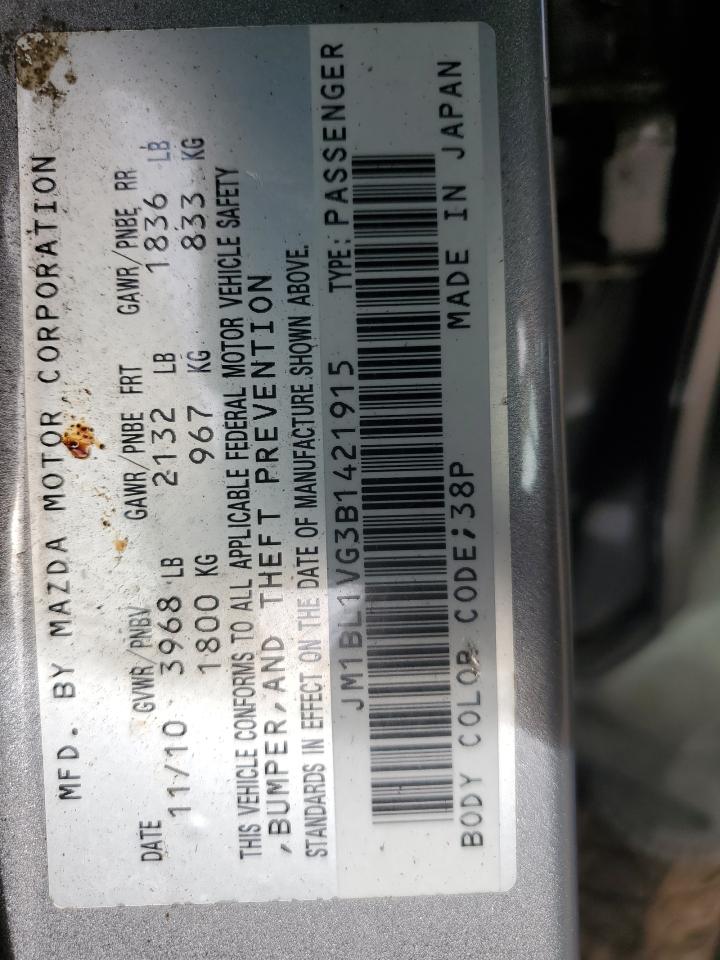 MFD. BY MAZDA MOTOR CORPORATION
DATE GVWR/PNBV GAWR/PNBE FRT GAWR/PNBE RR
11/10 3968 LB 2132 LB 1836 LB
1800 KG 967 KG 833 KG
THIS VEHICLE CONFORMS TO ALL APPLICABLE FEDERAL MOTOR VEHICLE SAFETY
,BUMPER,AND THEFT PREVENTION
STANDARDS IN EFFECT ON THE DATE OF MANUFACTURE SHOWN ABOVE.
JM1BL1VG3B1421915 TYPE: PASSENGER
BODY COLOR CODE;38P MADE IN JAPAN